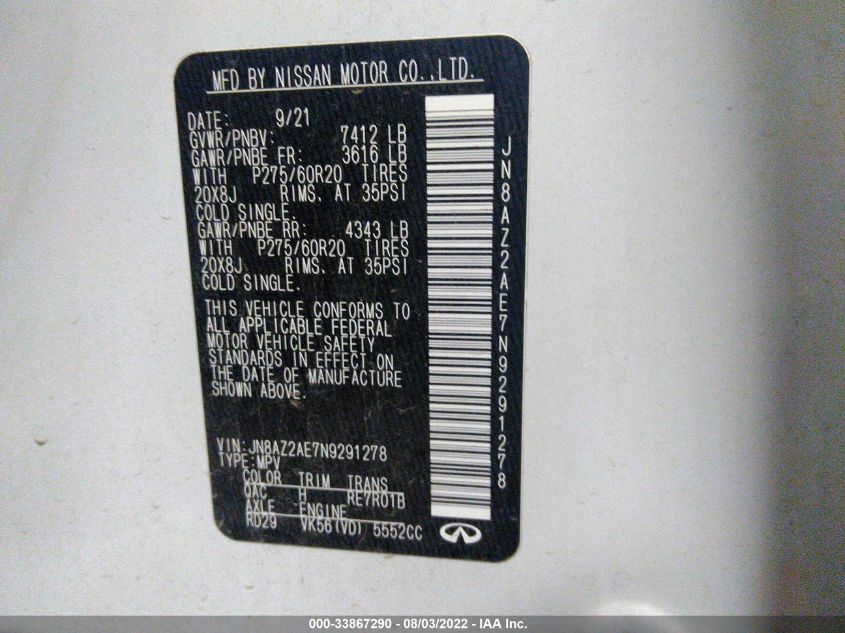 MFD BY NISSAN MOTOR CO.,LTD.
DATE: 9/21
GVWR/PNBV: 7412 LB
GAWR/PNBE FR: 3616 LB
WITH P275/60R20 TIRES
20X8J RIMS, AT 35PSI
COLD SINGLE.
GAWR/PNBE RR: 4343 LB
WITH P275/60R20 TIRES
20X8J RIMS, AT 35PSI
COLD SINGLE.
THIS VEHICLE CONFORMS TO
ALL APPLICABLE FEDERAL
MOTOR VEHICLE SAFETY
STANDARDS IN EFFECT ON
THE DATE OF MANUFACTURE
SHOWN ABOVE.
VIN:JN8AZ2AE7N9291278
TYPE:MPV
COLOR TRIM TRANS
QAC H RE7R01B
AXLE ENGINE
RD29 VK56(VD) 5552CC
JN8AZ2AE7N9291278
000-33867290 - 08/03/2022 - IAA Inc.